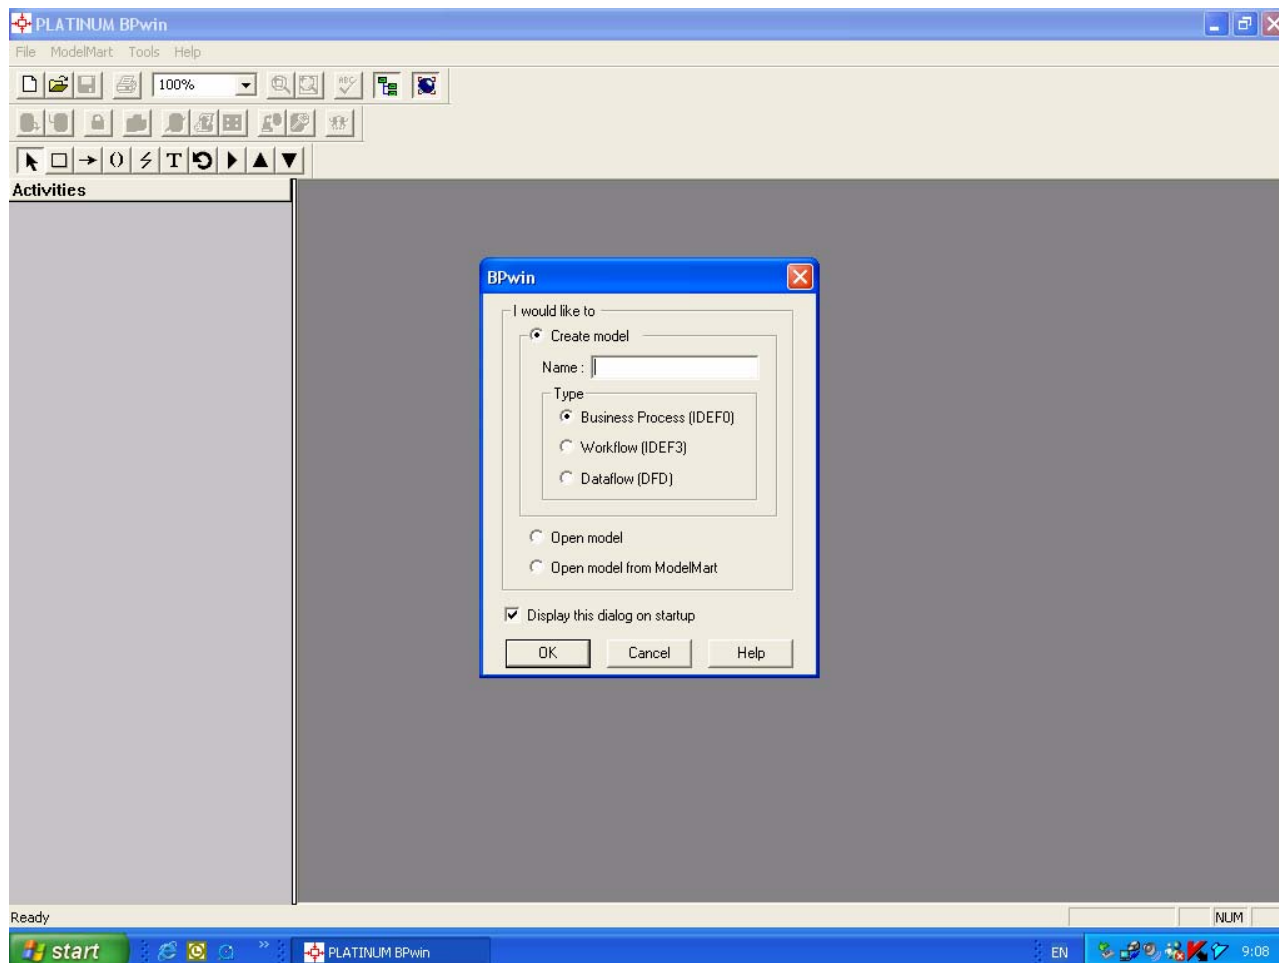 PLATINUM BPwin
File ModelMart Tools Help
100%
ABC
T
Activities
BPwin
I would like to
Create model
Name :
Type
Business Process (IDEF0)
Workflow (IDEF3)
Dataflow (DFD)
Open model
Open model from ModelMart
Display this dialog on startup
OK Cancel Help
Ready NUM
start PLATINUM BPwin EN 9:08